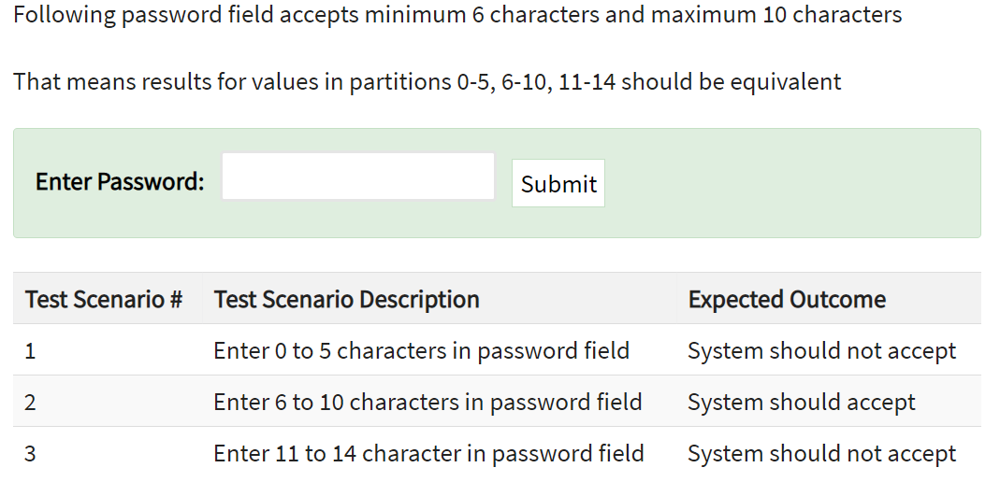 Following password field accepts minimum 6 characters and maximum 10 characters
That means results for values in partitions 0-5, 6-10, 11-14 should be equivalent
Enter Password: Submit
Test Scenario # Test Scenario Description Expected Outcome
1 Enter 0 to 5 characters in password field System should not accept
2 Enter 6 to 10 characters in password field System should accept
3 Enter 11 to 14 character in password field System should not accept